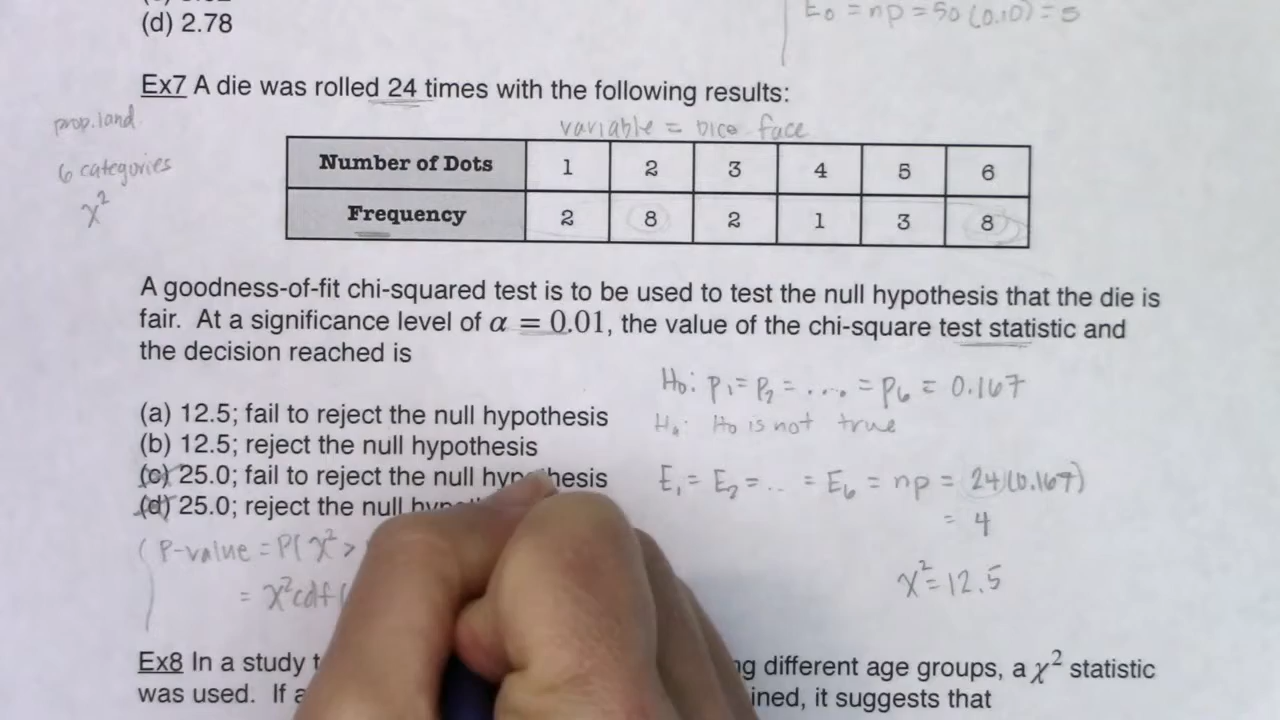 (d) 2.78
E₀ = np = 50(0.10) = 5
Ex7 A die was rolled 24 times with the following results:
prop. land
variable = Dice face
6 categories
χ²
Number of Dots 1 2 3 4 5 6
Frequency 2 8 2 1 3 8
A goodness-of-fit chi-squared test is to be used to test the null hypothesis that the die is
fair. At a significance level of α = 0.01, the value of the chi-square test statistic and
the decision reached is
H₀: p₁ = p₂ = .... = p₆ = 0.167
Hₐ: H₀ is not true
(a) 12.5; fail to reject the null hypothesis
(b) 12.5; reject the null hypothesis
(c) 25.0; fail to reject the null hypothesis
(d) 25.0; reject the null
E₁ = E₂ = .. = E₆ = np = 24(0.167)
= 4
χ² = 12.5
P-value = P(χ² >
= χ²cdf(
Ex8 In a study different age groups, a χ² statistic
was used. If it suggests that